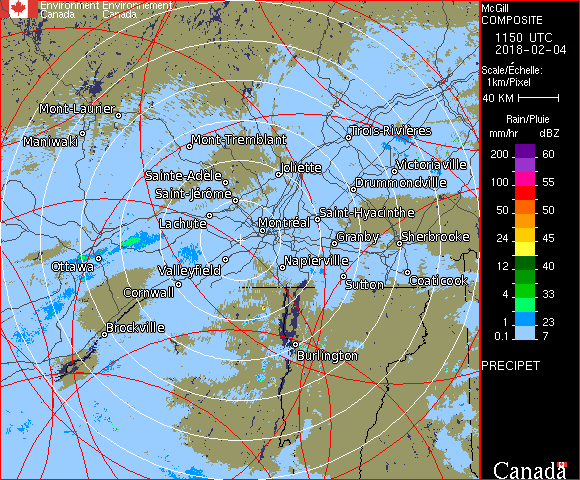 Environment Environnement
Canada Canada
McGill
COMPOSITE
1150 UTC
2018-02-04
Scale/Échelle:
1km/Pixel
40 KM
Rain/Pluie
mm/hr dBZ
200 60
100 55
50 50
24 45
12 40
4 33
1 23
0.1 7
PRECIPET
Canada
Mont-Laurier
Maniwaki
Mont-Tremblant
Trois-Rivières
Joliette
Victoriaville
Sainte-Adele
Drummondville
Saint-Jérôme
Saint-Hyacinthe
Lachute
Montréal
Granby
Sherbrooke
Ottawa
Valleyfield
Napierville
Cornwall
Sutton
Coaticook
Brockville
Burlington